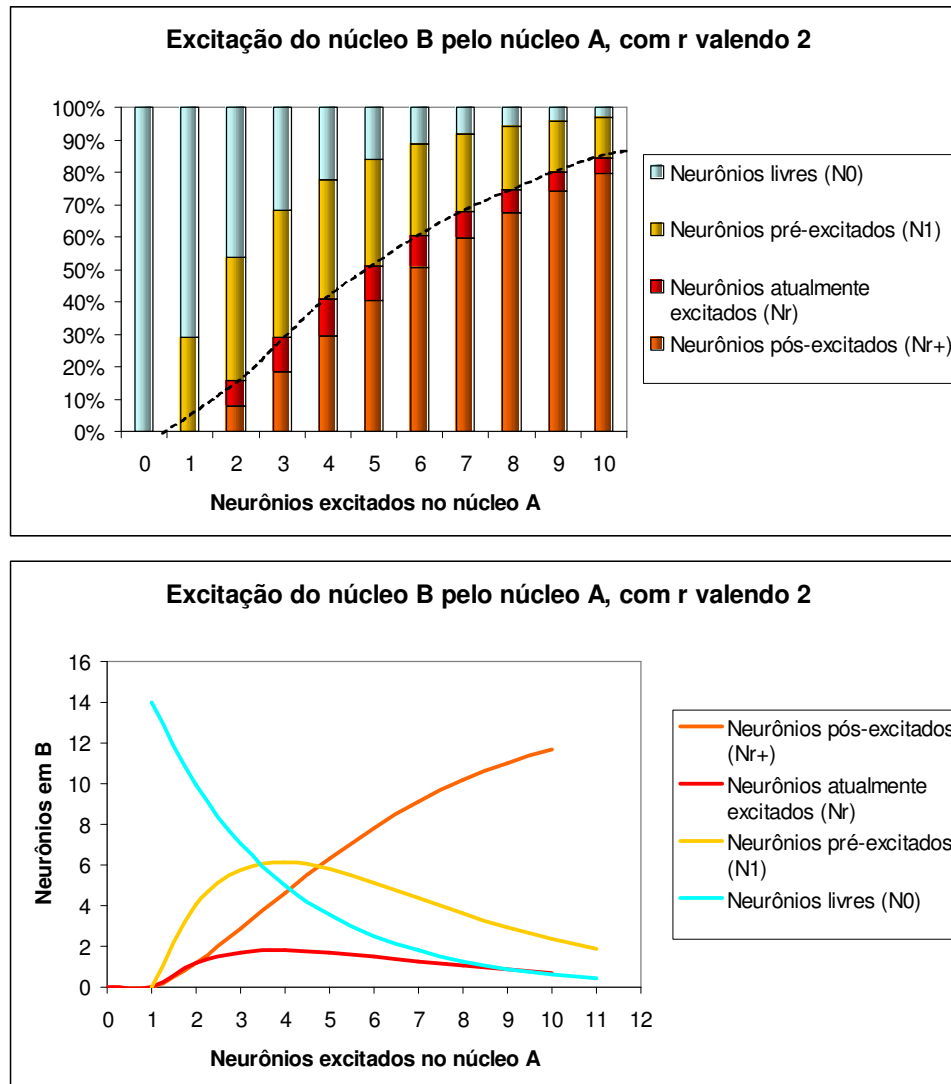 Excitação do núcleo B pelo núcleo A, com r valendo 2
100%
90%
80%
70%
60%
50%
40%
30%
20%
10%
0%
0 1 2 3 4 5 6 7 8 9 10
Neurônios excitados no núcleo A
Neurônios livres (N0)
Neurônios pré-excitados (N1)
Neurônios atualmente
excitados (Nr)
Neurônios pós-excitados (Nr+)
Excitação do núcleo B pelo núcleo A, com r valendo 2
Neurônios em B
16
14
12
10
8
6
4
2
0
0 1 2 3 4 5 6 7 8 9 10 11 12
Neurônios excitados no núcleo A
Neurônios pós-excitados
(Nr+)
Neurônios atualmente
excitados (Nr)
Neurônios pré-excitados
(N1)
Neurônios livres (N0)